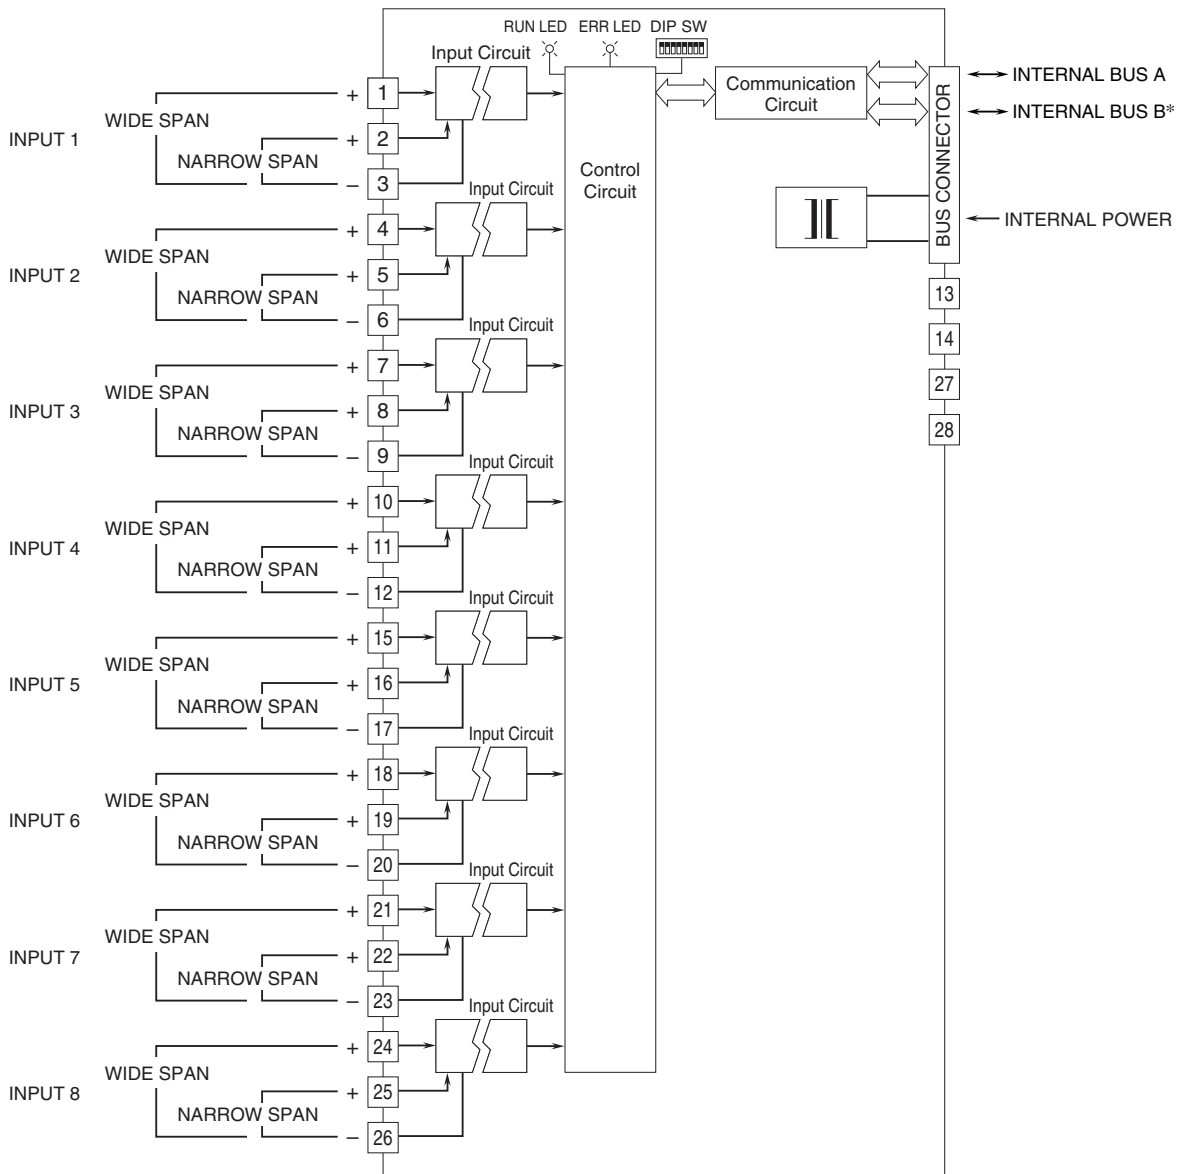 RUN LED ERR LED DIP SW
Input Circuit
INPUT 1
WIDE SPAN
NARROW SPAN
+ 1
+ 2
– 3
Input Circuit
INPUT 2
WIDE SPAN
NARROW SPAN
+ 4
+ 5
– 6
Input Circuit
INPUT 3
WIDE SPAN
NARROW SPAN
+ 7
+ 8
– 9
Input Circuit
INPUT 4
WIDE SPAN
NARROW SPAN
+ 10
+ 11
– 12
Input Circuit
INPUT 5
WIDE SPAN
NARROW SPAN
+ 15
+ 16
– 17
Input Circuit
INPUT 6
WIDE SPAN
NARROW SPAN
+ 18
+ 19
– 20
Input Circuit
INPUT 7
WIDE SPAN
NARROW SPAN
+ 21
+ 22
– 23
Input Circuit
INPUT 8
WIDE SPAN
NARROW SPAN
+ 24
+ 25
– 26
Control
Circuit
Communication
Circuit
BUS CONNECTOR
INTERNAL BUS A
INTERNAL BUS B*
INTERNAL POWER
13
14
27
28